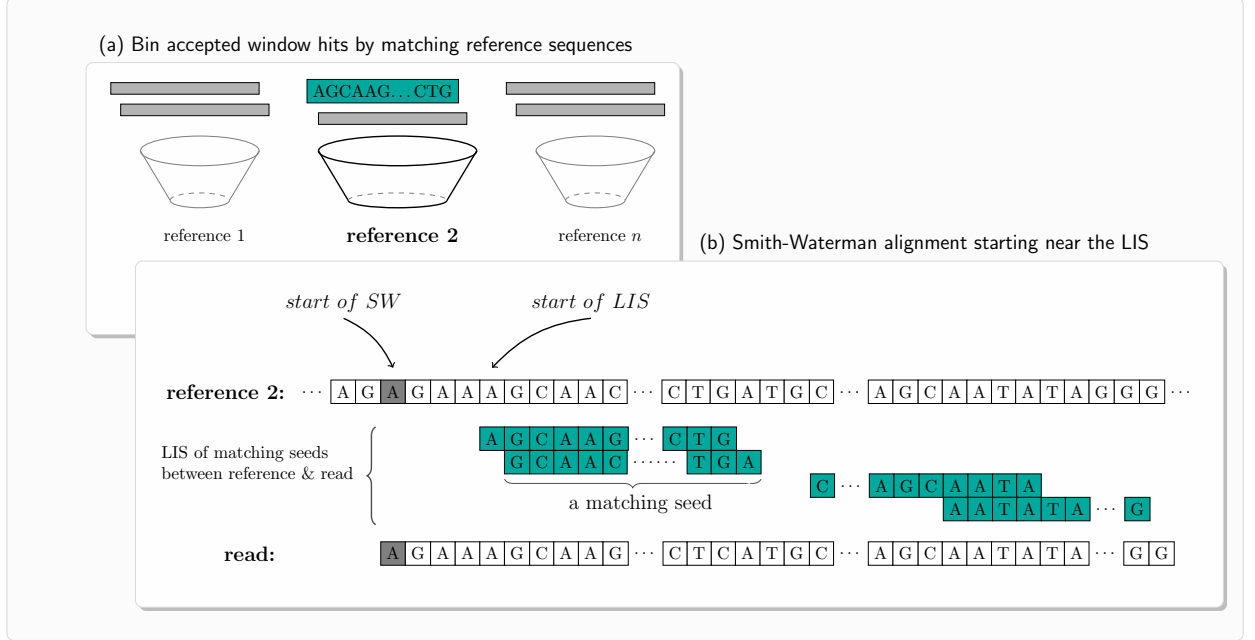 (a) Bin accepted window hits by matching reference sequences
AGCAAG...CTG
reference 1
reference 2
reference n
(b) Smith-Waterman alignment starting near the LIS
start of SW
start of LIS
reference 2: ··· A G A G A A A G C A A C ··· C T G A T G C ··· A G C A A T A T A G G G ···
LIS of matching seeds
between reference & read
A G C A A G ··· C T G
G C A A C ······ T G A
a matching seed
C ··· A G C A A T A
A A T A T A ··· G
read: A G A A A G C A A G ··· C T C A T G C ··· A G C A A T A T A ··· G G